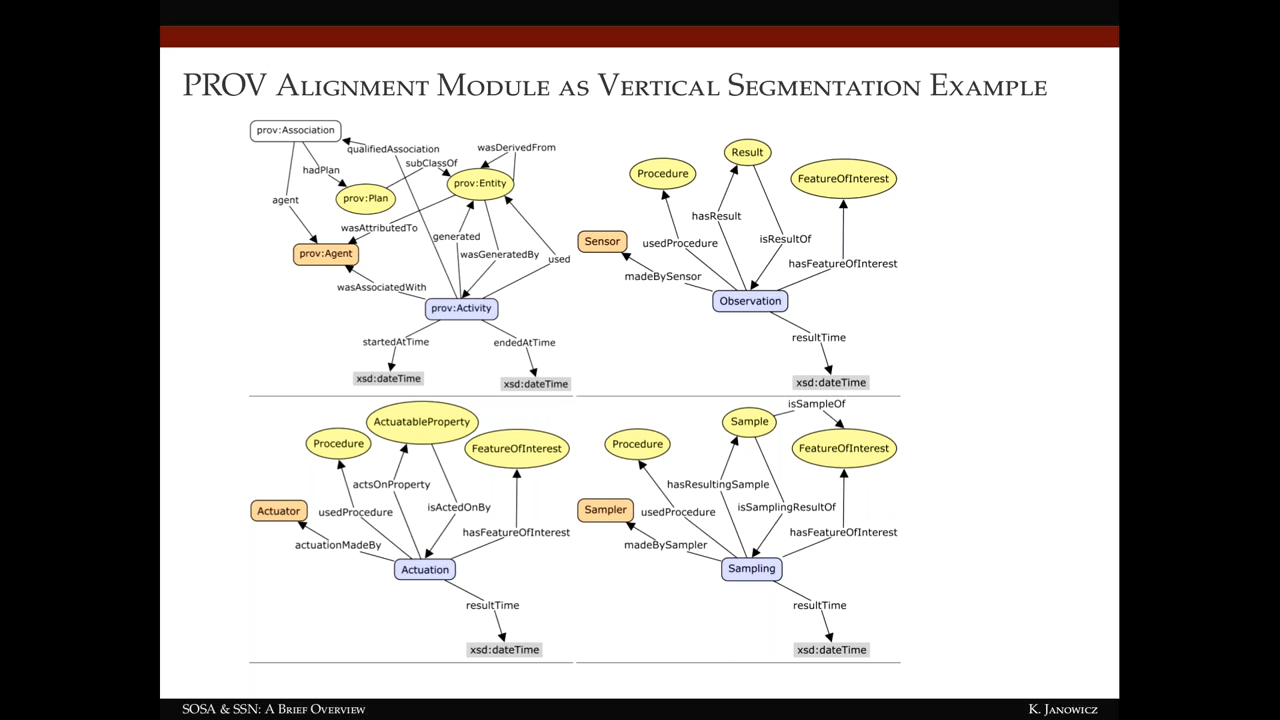 PROV Alignment Module as Vertical Segmentation Example
prov:Association
qualifiedAssociation
wasDerivedFrom
subClassOf
hadPlan
prov:Entity
prov:Plan
agent
wasAttributedTo
generated
prov:Agent
wasGeneratedBy
used
wasAssociatedWith
prov:Activity
startedAtTime
endedAtTime
xsd:dateTime
xsd:dateTime
Result
Procedure
FeatureOfInterest
hasResult
Sensor
usedProcedure
isResultOf
hasFeatureOfInterest
madeBySensor
Observation
resultTime
xsd:dateTime
ActuatableProperty
Procedure
FeatureOfInterest
actsOnProperty
Actuator
usedProcedure
isActedOnBy
hasFeatureOfInterest
actuationMadeBy
Actuation
resultTime
xsd:dateTime
isSampleOf
Sample
Procedure
FeatureOfInterest
hasResultingSample
Sampler
usedProcedure
isSamplingResultOf
hasFeatureOfInterest
madeBySampler
Sampling
resultTime
xsd:dateTime
SOSA & SSN: A Brief Overview
K. Janowicz